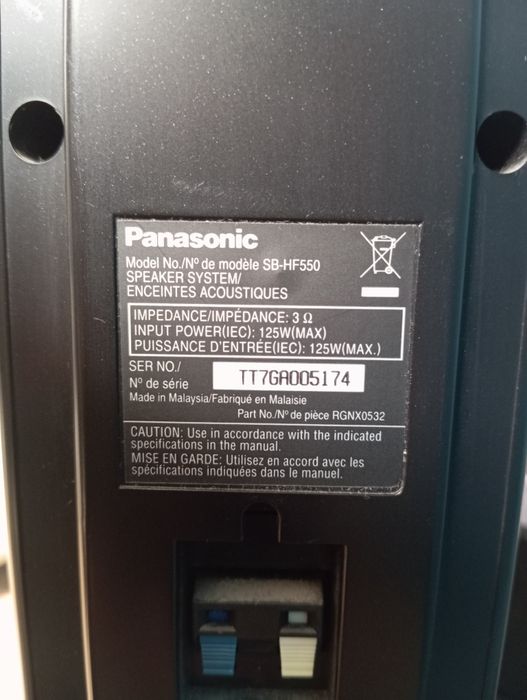 Panasonic
Model No./Nº de modèle SB-HF550
SPEAKER SYSTEM/
ENCEINTES ACOUSTIQUES
IMPEDANCE/IMPÉDANCE: 3 Ω
INPUT POWER(IEC): 125W(MAX)
PUISSANCE D'ENTRÉE(IEC): 125W(MAX.)
SER NO./
Nº de série
TT7GA005174
Made in Malaysia/Fabriqué en Malaisie
Part No./Nº de pièce RGNX0532
CAUTION: Use in accordance with the indicated
specifications in the manual.
MISE EN GARDE: Utilisez en accord avec les
spécifications indiquées dans le manuel.